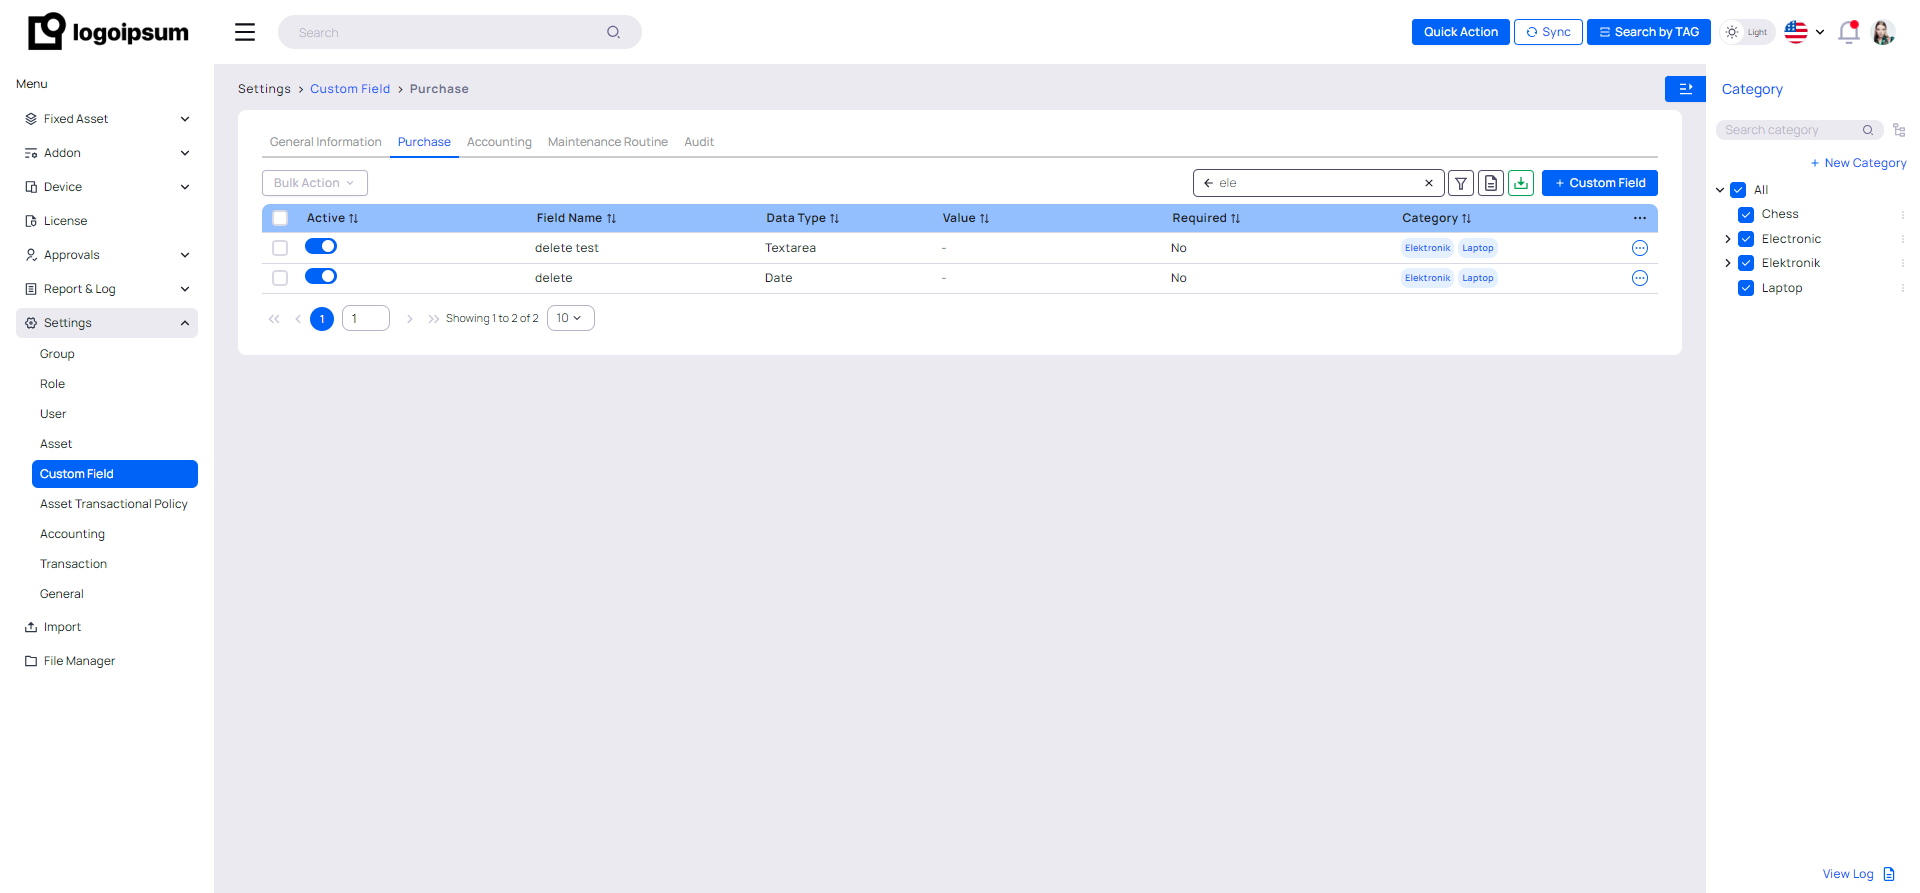 logoipsum
Search
Quick Action
Sync
Search by TAG
Light
Menu
Fixed Asset
Addon
Device
License
Approvals
Report & Log
Settings
Group
Role
User
Asset
Custom Field
Asset Transactional Policy
Accounting
Transaction
General
Import
File Manager
Settings > Custom Field > Purchase
General Information Purchase Accounting Maintenance Routine Audit
Bulk Action
ele
+ Custom Field
Active Field Name Data Type Value Required Category ...
delete test Textarea - No Elektronik Laptop
delete Date - No Elektronik Laptop
1 1 Showing 1 to 2 of 2 10
Category
Search category
+ New Category
All
Chess
Electronic
Elektronik
Laptop
View Log